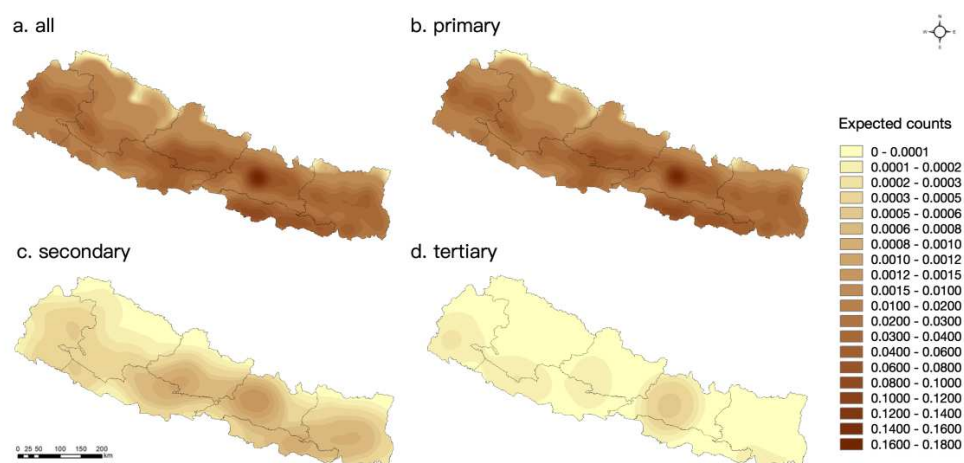 a. all
b. primary
N
W
E
S
c. secondary
d. tertiary
Expected counts
0 - 0.0001
0.0001 - 0.0002
0.0002 - 0.0003
0.0003 - 0.0005
0.0005 - 0.0006
0.0006 - 0.0008
0.0008 - 0.0010
0.0010 - 0.0012
0.0012 - 0.0015
0.0015 - 0.0100
0.0100 - 0.0200
0.0200 - 0.0300
0.0300 - 0.0400
0.0400 - 0.0600
0.0600 - 0.0800
0.0800 - 0.1000
0.1000 - 0.1200
0.1200 - 0.1400
0.1400 - 0.1600
0.1600 - 0.1800
0 25 50 100 150 200
km